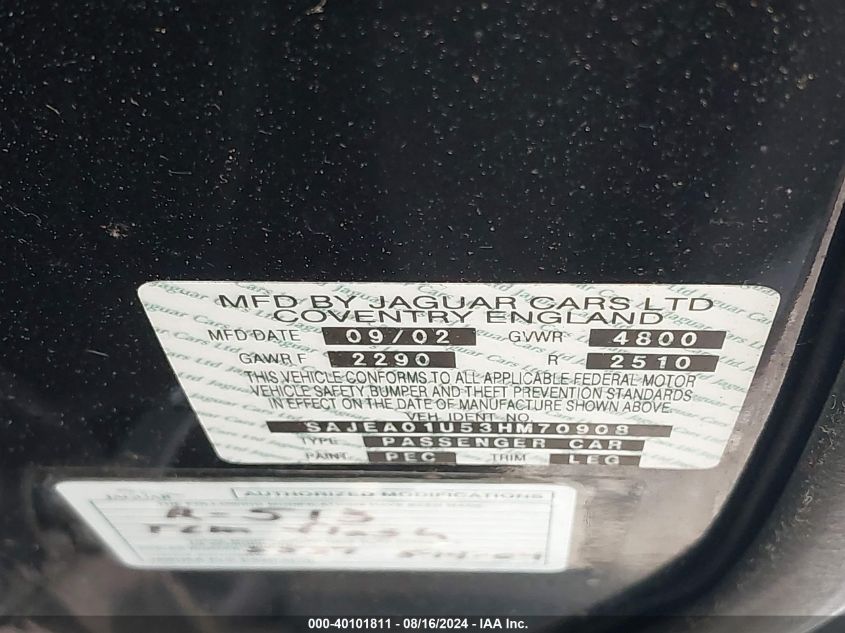 MFD BY JAGUAR CARS LTD
COVENTRY ENGLAND
MFD DATE 09/02 GVWR 4800
GAWR F 2290 R 2510
THIS VEHICLE CONFORMS TO ALL APPLICABLE FEDERAL MOTOR
VEHICLE SAFETY, BUMPER AND THEFT PREVENTION STANDARDS
IN EFFECT ON DATE OF MANUFACTURE SHOWN ABOVE
VEH. IDENT. NO.
SAJEA01U53HM70908
TYPE PASSENGER CAR
PAINT PEC TRIM LEG
JAGUAR AUTHORIZED MODIFICATIONS
000-40101811 - 08/16/2024 - IAA Inc.